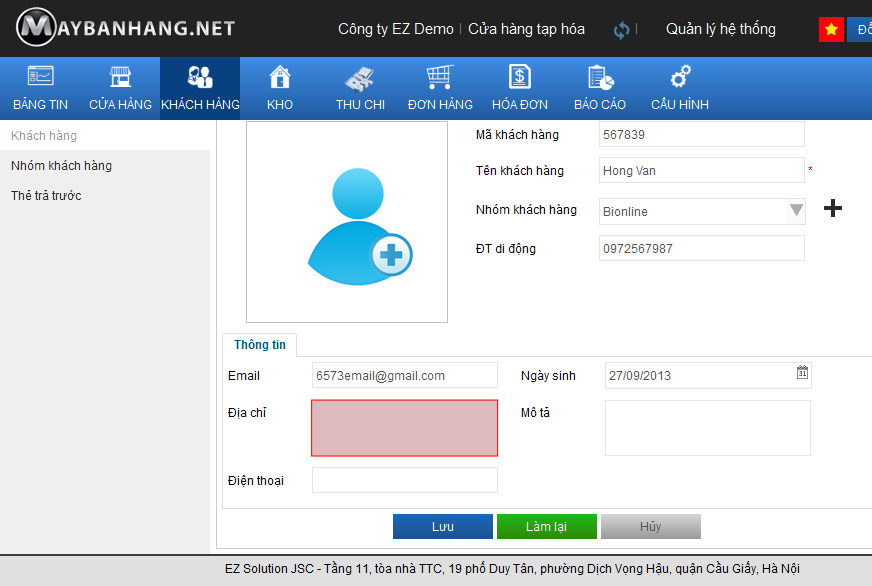 MAYBANHANG.NET
Công ty EZ Demo | Cửa hàng tạp hóa | Quản lý hệ thống
BẢNG TIN CỬA HÀNG KHÁCH HÀNG KHO THU CHI ĐƠN HÀNG HÓA ĐƠN BÁO CÁO CẤU HÌNH
Khách hàng
Nhóm khách hàng
Thẻ trả trước
Mã khách hàng 567839
Tên khách hàng Hong Van *
Nhóm khách hàng Bionline
ĐT di động 0972567987
Thông tin
Email 6573email@gmail.com Ngày sinh 27/09/2013 31
Địa chỉ Mô tả
Điện thoại
Lưu Làm lại Hủy
EZ Solution JSC - Tầng 11, tòa nhà TTC, 19 phố Duy Tân, phường Dịch Vọng Hậu, quận Cầu Giấy, Hà Nội